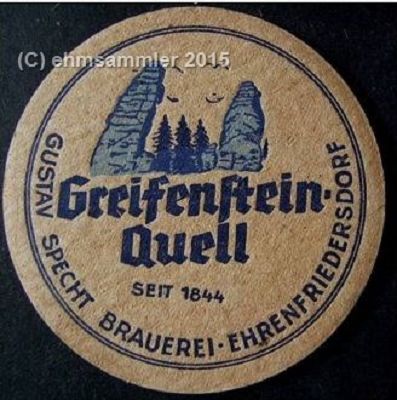 (C) ehmsammler 2015
Greifenstein-
Quell
SEIT 1844
GUSTAV SPECHT BRAUEREI · EHRENFRIEDERSDORF